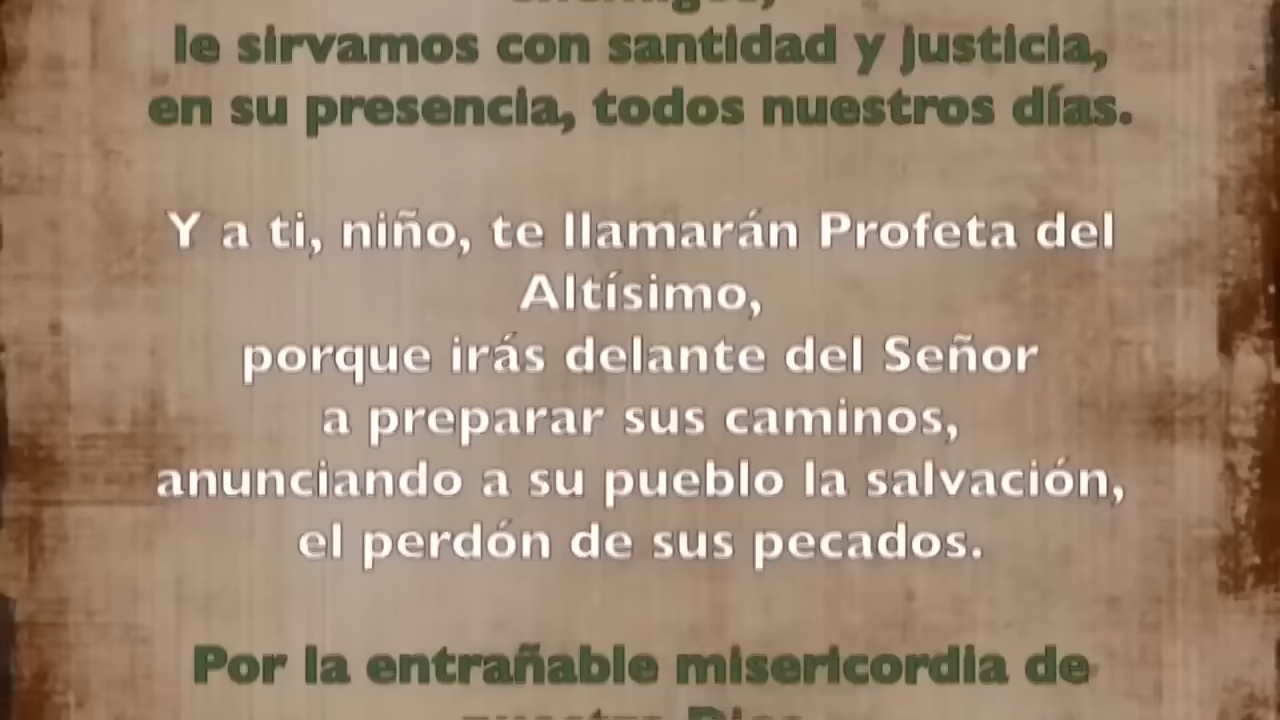 le sirvamos con santidad y justicia,
en su presencia, todos nuestros días.
Y a ti, niño, te llamarán Profeta del
Altísimo,
porque irás delante del Señor
a preparar sus caminos,
anunciando a su pueblo la salvación,
el perdón de sus pecados.
Por la entrañable misericordia de